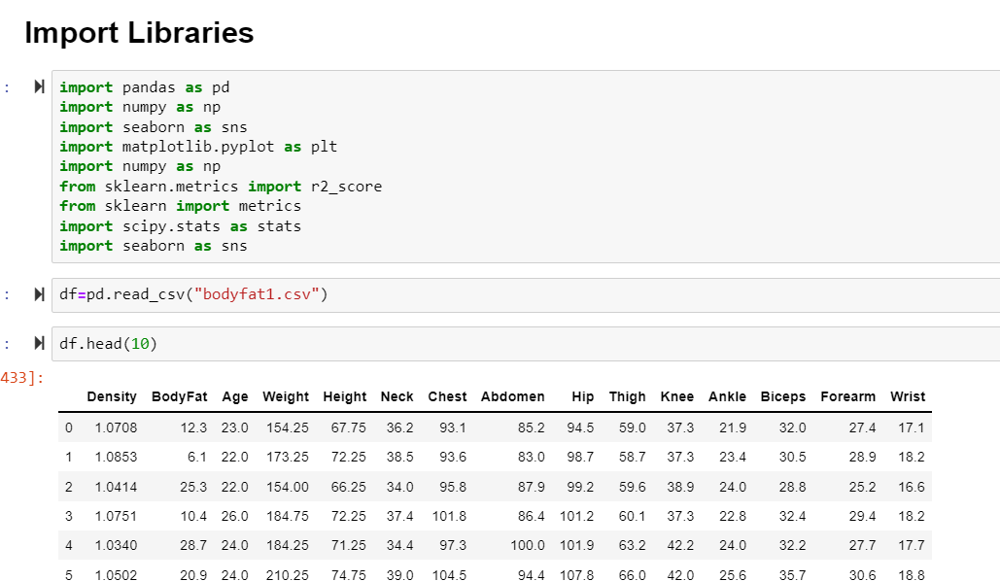 Import Libraries
: import pandas as pd
import numpy as np
import seaborn as sns
import matplotlib.pyplot as plt
import numpy as np
from sklearn.metrics import r2_score
from sklearn import metrics
import scipy.stats as stats
import seaborn as sns
: df=pd.read_csv("bodyfat1.csv")
: df.head(10)
433]:
Density BodyFat Age Weight Height Neck Chest Abdomen Hip Thigh Knee Ankle Biceps Forearm Wrist
0 1.0708 12.3 23.0 154.25 67.75 36.2 93.1 85.2 94.5 59.0 37.3 21.9 32.0 27.4 17.1
1 1.0853 6.1 22.0 173.25 72.25 38.5 93.6 83.0 98.7 58.7 37.3 23.4 30.5 28.9 18.2
2 1.0414 25.3 22.0 154.00 66.25 34.0 95.8 87.9 99.2 59.6 38.9 24.0 28.8 25.2 16.6
3 1.0751 10.4 26.0 184.75 72.25 37.4 101.8 86.4 101.2 60.1 37.3 22.8 32.4 29.4 18.2
4 1.0340 28.7 24.0 184.25 71.25 34.4 97.3 100.0 101.9 63.2 42.2 24.0 32.2 27.7 17.7
5 1.0502 20.9 24.0 210.25 74.75 39.0 104.5 94.4 107.8 66.0 42.0 25.6 35.7 30.6 18.8